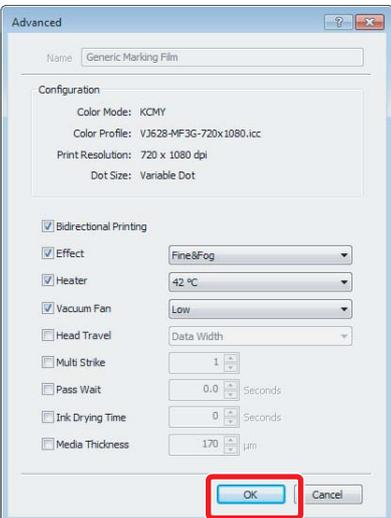 Advanced
Name Generic Marking Film
Configuration
Color Mode: KCMY
Color Profile: VJ628-MF3G-720x1080.icc
Print Resolution: 720 x 1080 dpi
Dot Size: Variable Dot
Bidirectional Printing
Effect Fine&Fog
Heater 42 °C
Vacuum Fan Low
Head Travel Data Width
Multi Strike 1
Pass Wait 0.0 Seconds
Ink Drying Time 0 Seconds
Media Thickness 170 μm
OK Cancel